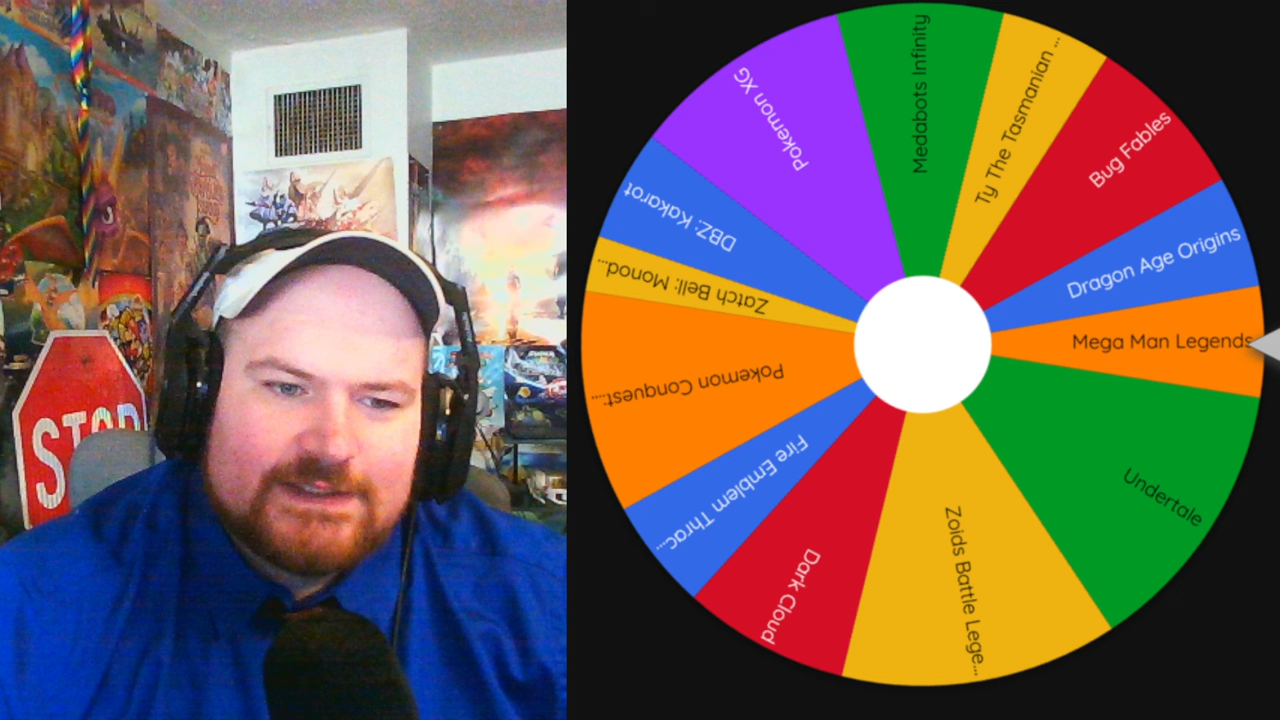 STOP
Medabots Infinity
Ty The Tasmanian ...
Bug Fables
Dragon Age Origins
Mega Man Legends
Undertale
Zoids Battle Lege...
Dark Cloud
Fire Emblem Thrac...
Pokemon Conquest:...
Zatch Bell: Monod...
DBZ: Kakarot
Pokemon XG